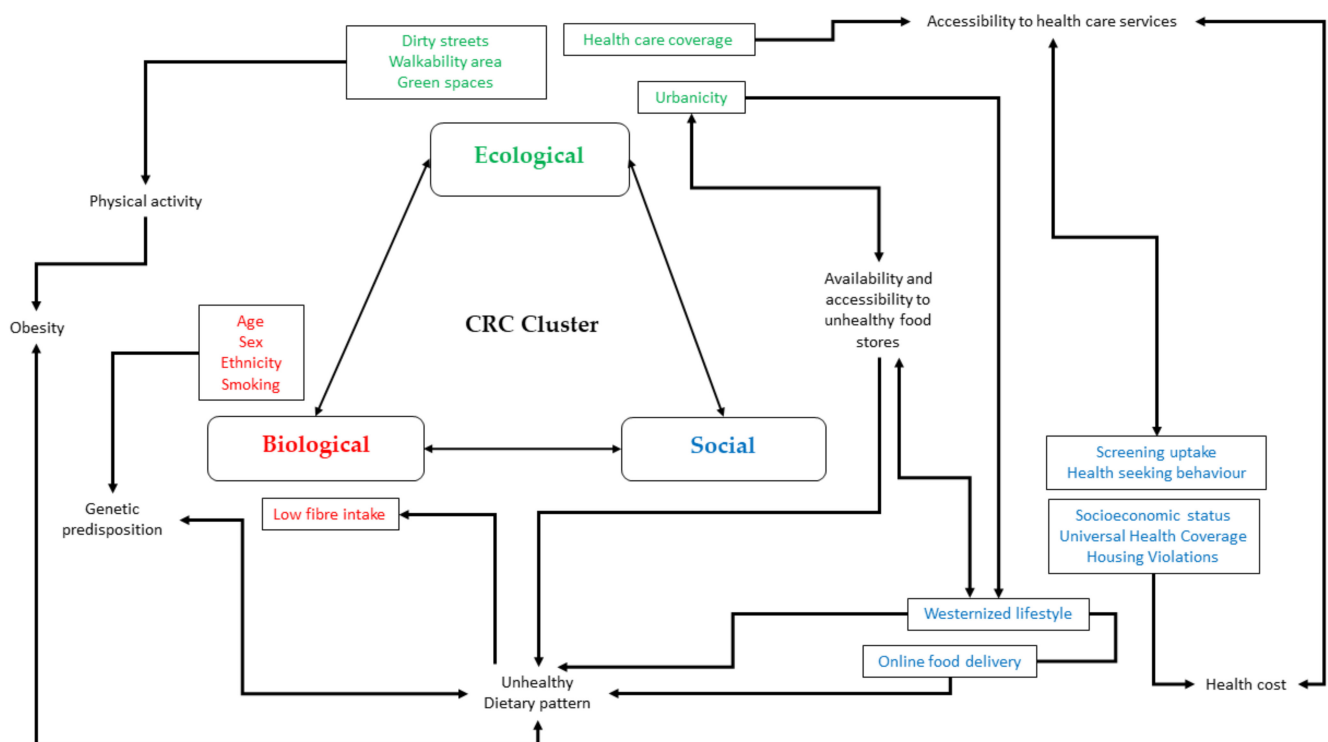 Dirty streets
Walkability area
Green spaces
Health care coverage
Accessibility to health care services
Urbanicity
Ecological
Physical activity
Availability and
accessibility to
unhealthy food
stores
Obesity
Age
Sex
Ethnicity
Smoking
CRC Cluster
Biological
Social
Screening uptake
Health seeking behaviour
Genetic
predisposition
Low fibre intake
Socioeconomic status
Universal Health Coverage
Housing Violations
Westernized lifestyle
Online food delivery
Unhealthy
Dietary pattern
Health cost